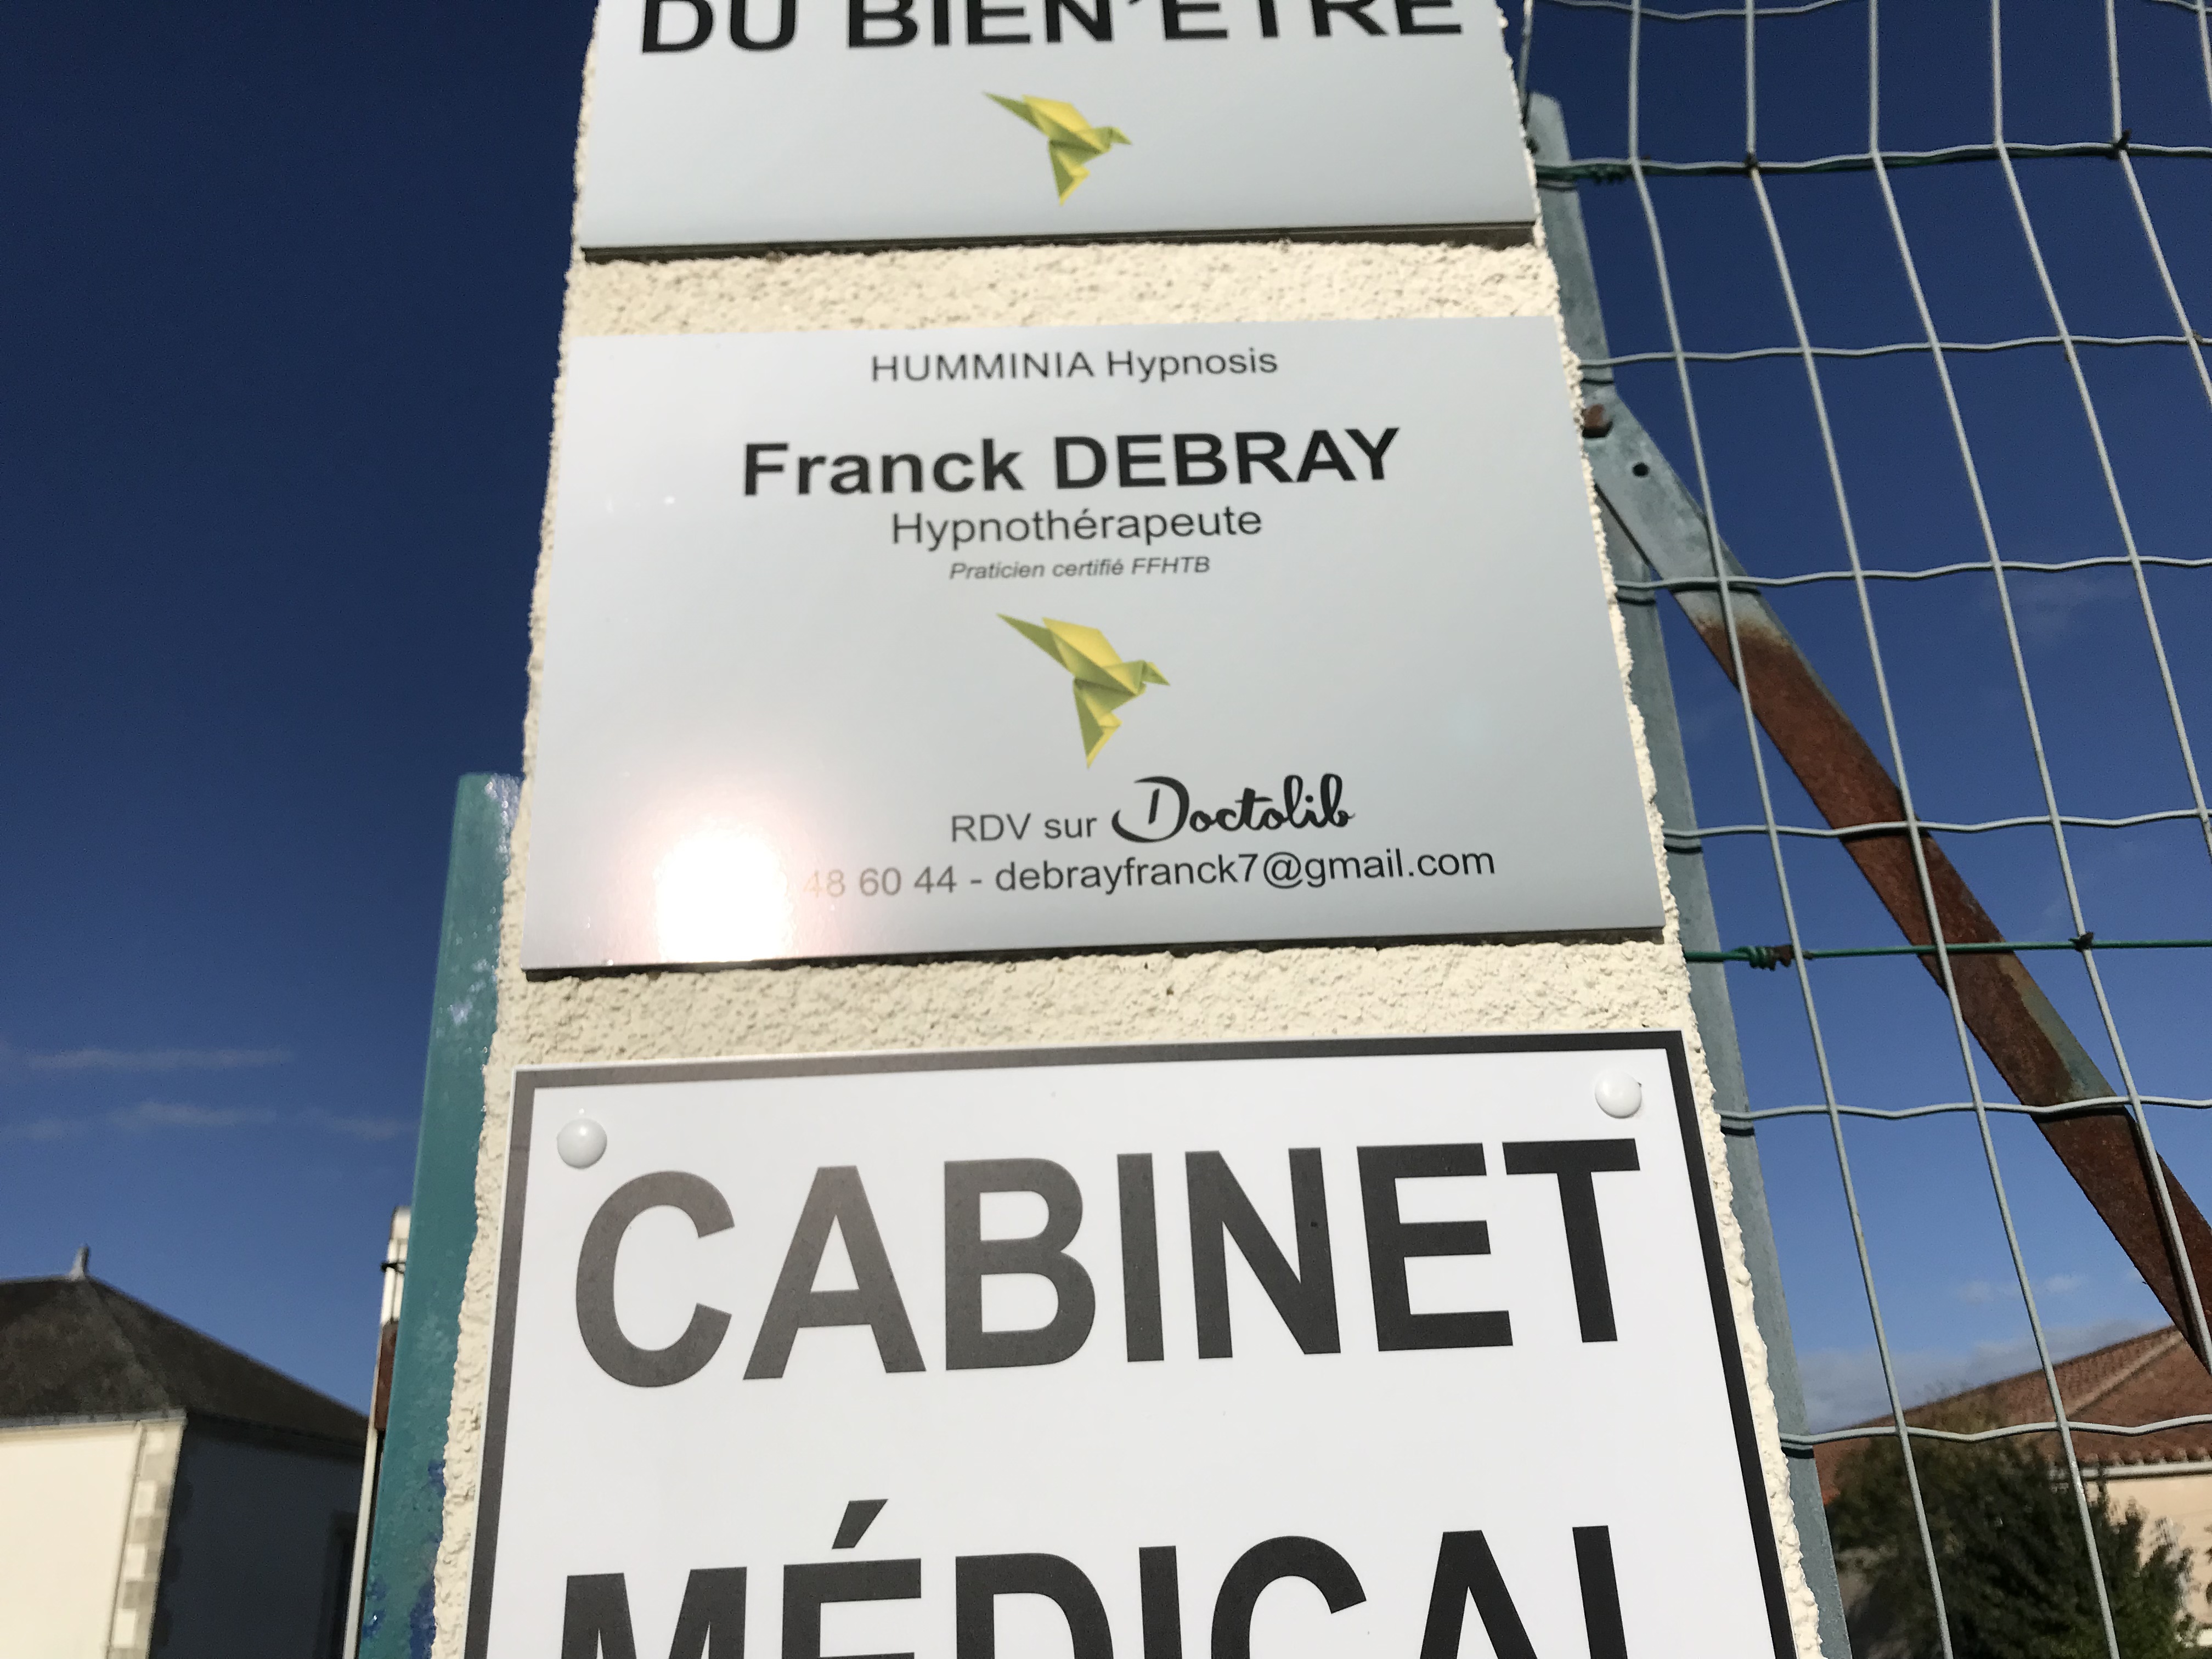 DU BIEN'ETRE
HUMMINIA Hypnosis
Franck DEBRAY
Hypnothérapeute
Praticien certifié FFHTB
RDV sur Doctolib
48 60 44 - debrayfranck7@gmail.com
CABINET
MÉDICAL